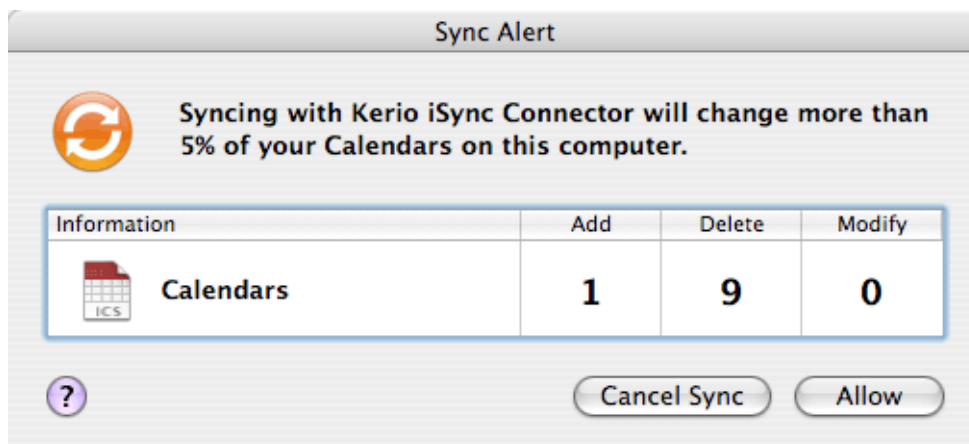 Sync Alert
Syncing with Kerio iSync Connector will change more than
5% of your Calendars on this computer.
Information Add Delete Modify
ICS Calendars 1 9 0
? Cancel Sync Allow